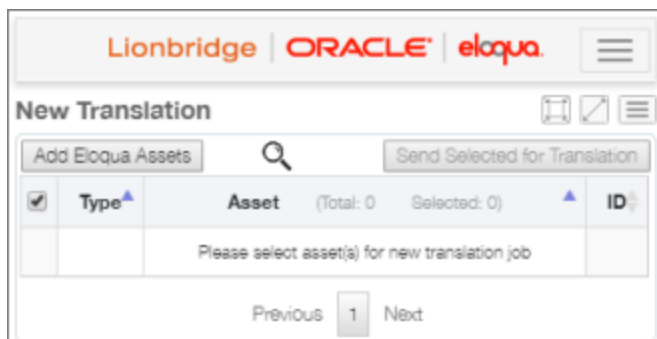 Lionbridge | ORACLE | eloqua.
New Translation
Add Eloqua Assets Send Selected for Translation
Type Asset (Total: 0 Selected: 0) ID
Please select asset(s) for new translation job
Previous 1 Next